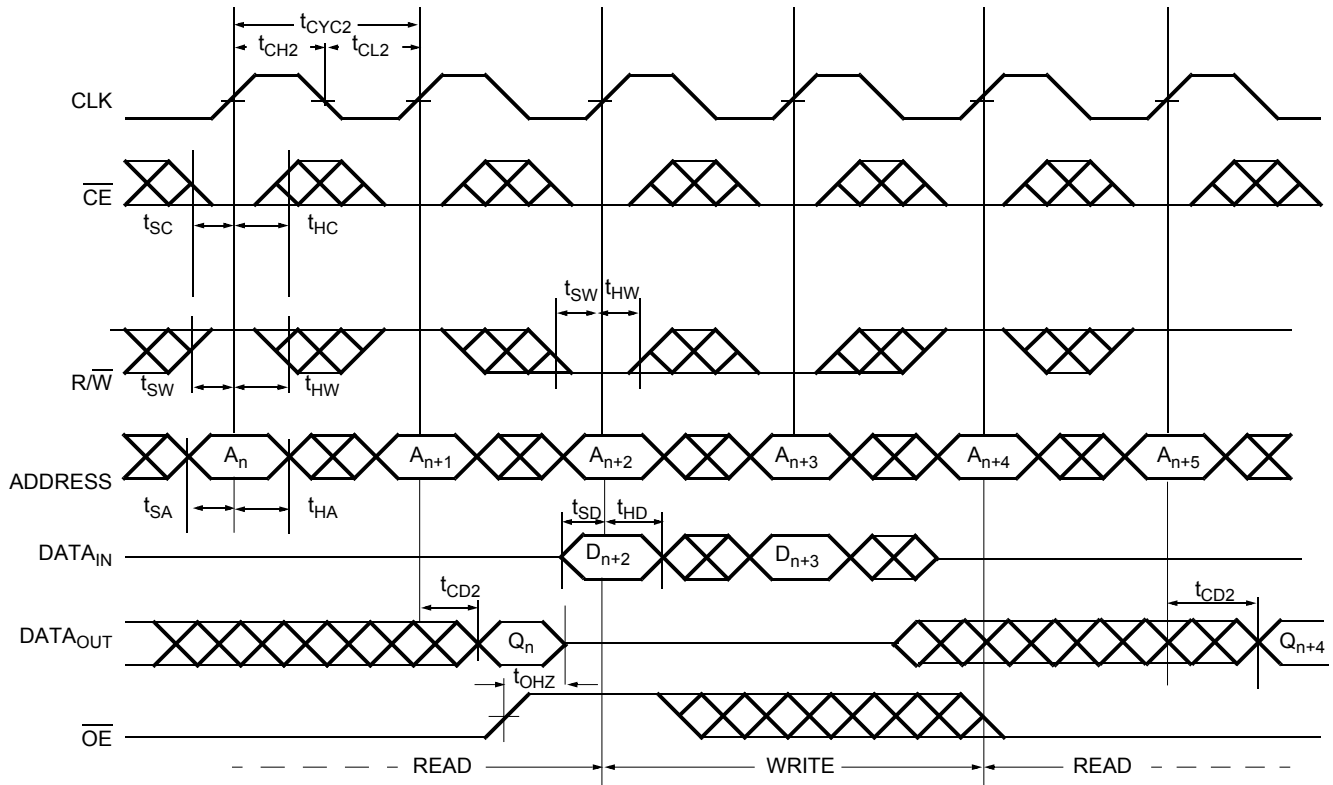 tCYC2
tCH2 tCL2
CLK
CE
tSC tHC
tSW tHW
R/W
tSW tHW
An An+1 An+2 An+3 An+4 An+5
ADDRESS
tSA tHA tSD tHD
DATAIN Dn+2 Dn+3
tCD2 tCD2
DATAOUT Qn Qn+4
tOHZ
OE
READ WRITE READ